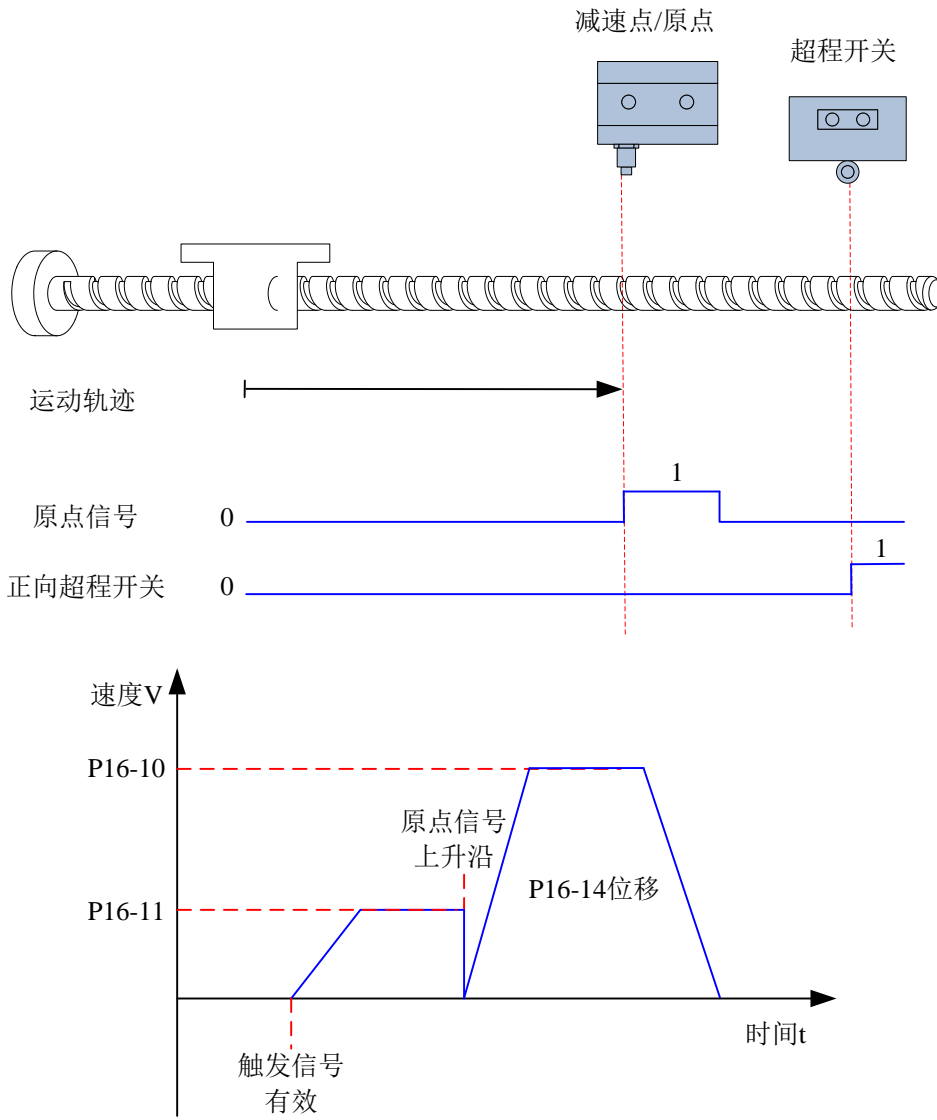 减速点/原点
超程开关
运动轨迹
1
原点信号
0
1
正向超程开关
0
速度V
P16-10
原点信号
上升沿
P16-14位移
P16-11
时间t
触发信号
有效